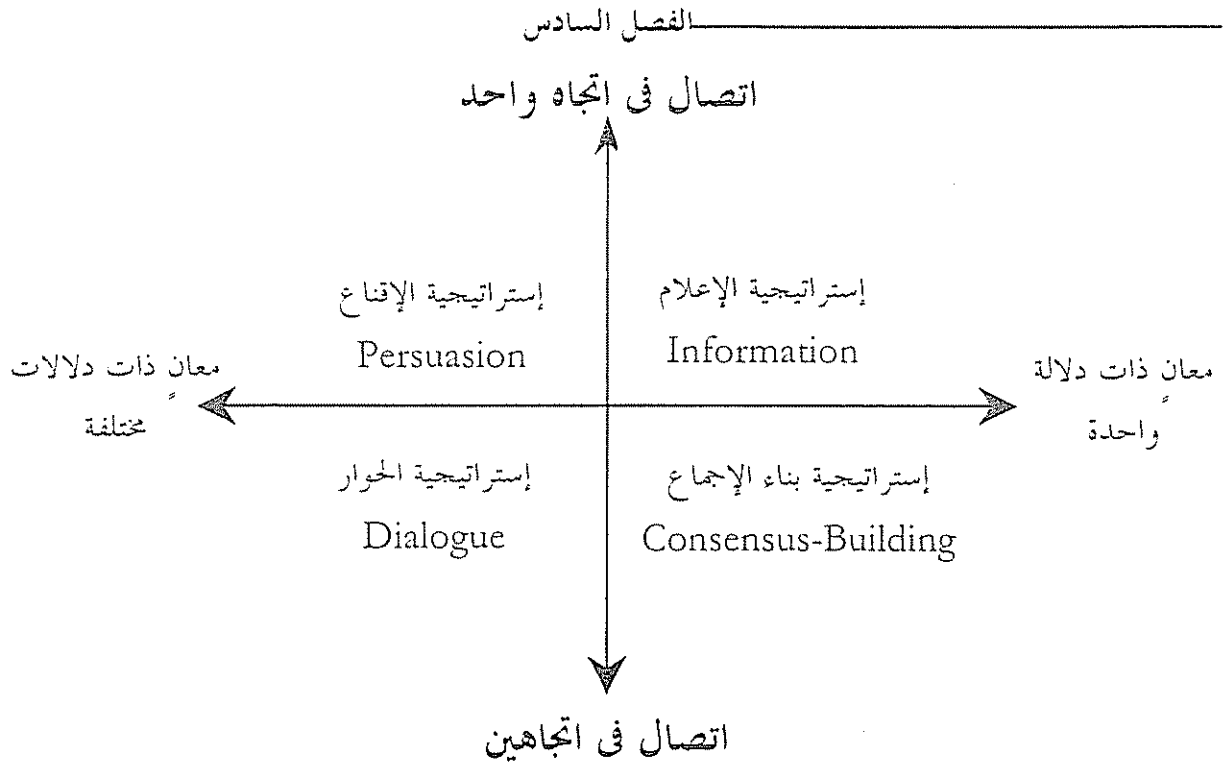 الفصل السادس
اتصال فى اتجاه واحد
إستراتيجية الإعلام
Information
إستراتيجية الإقناع
Persuasion
معانٍ ذات دلالة
واحدة
معانٍ ذات دلالات
مختلفة
إستراتيجية بناء الإجماع
Consensus-Building
إستراتيجية الحوار
Dialogue
اتصال فى اتجاهين